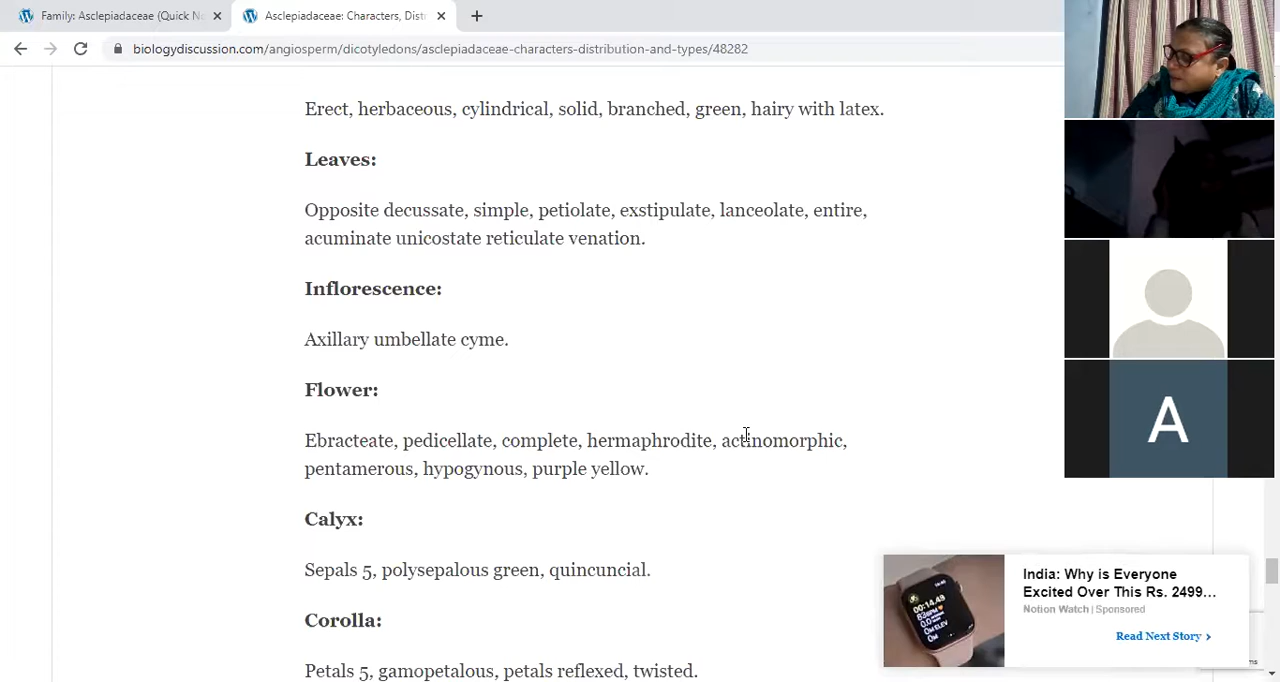 Family: Asclepiadaceae (Quick N
Asclepiadaceae: Characters, Distr
biologydiscussion.com/angiosperm/dicotyledons/asclepiadaceae-characters-distribution-and-types/48282
Erect, herbaceous, cylindrical, solid, branched, green, hairy with latex.
Leaves:
Opposite decussate, simple, petiolate, exstipulate, lanceolate, entire,
acuminate unicostate reticulate venation.
Inflorescence:
Axillary umbellate cyme.
Flower:
Ebracteate, pedicellate, complete, hermaphrodite, actinomorphic,
pentamerous, hypogynous, purple yellow.
Calyx:
Sepals 5, polysepalous green, quincuncial.
Corolla:
Petals 5, gamopetalous, petals reflexed, twisted.
A
India: Why is Everyone
Excited Over This Rs. 2499...
Notion Watch | Sponsored
Read Next Story